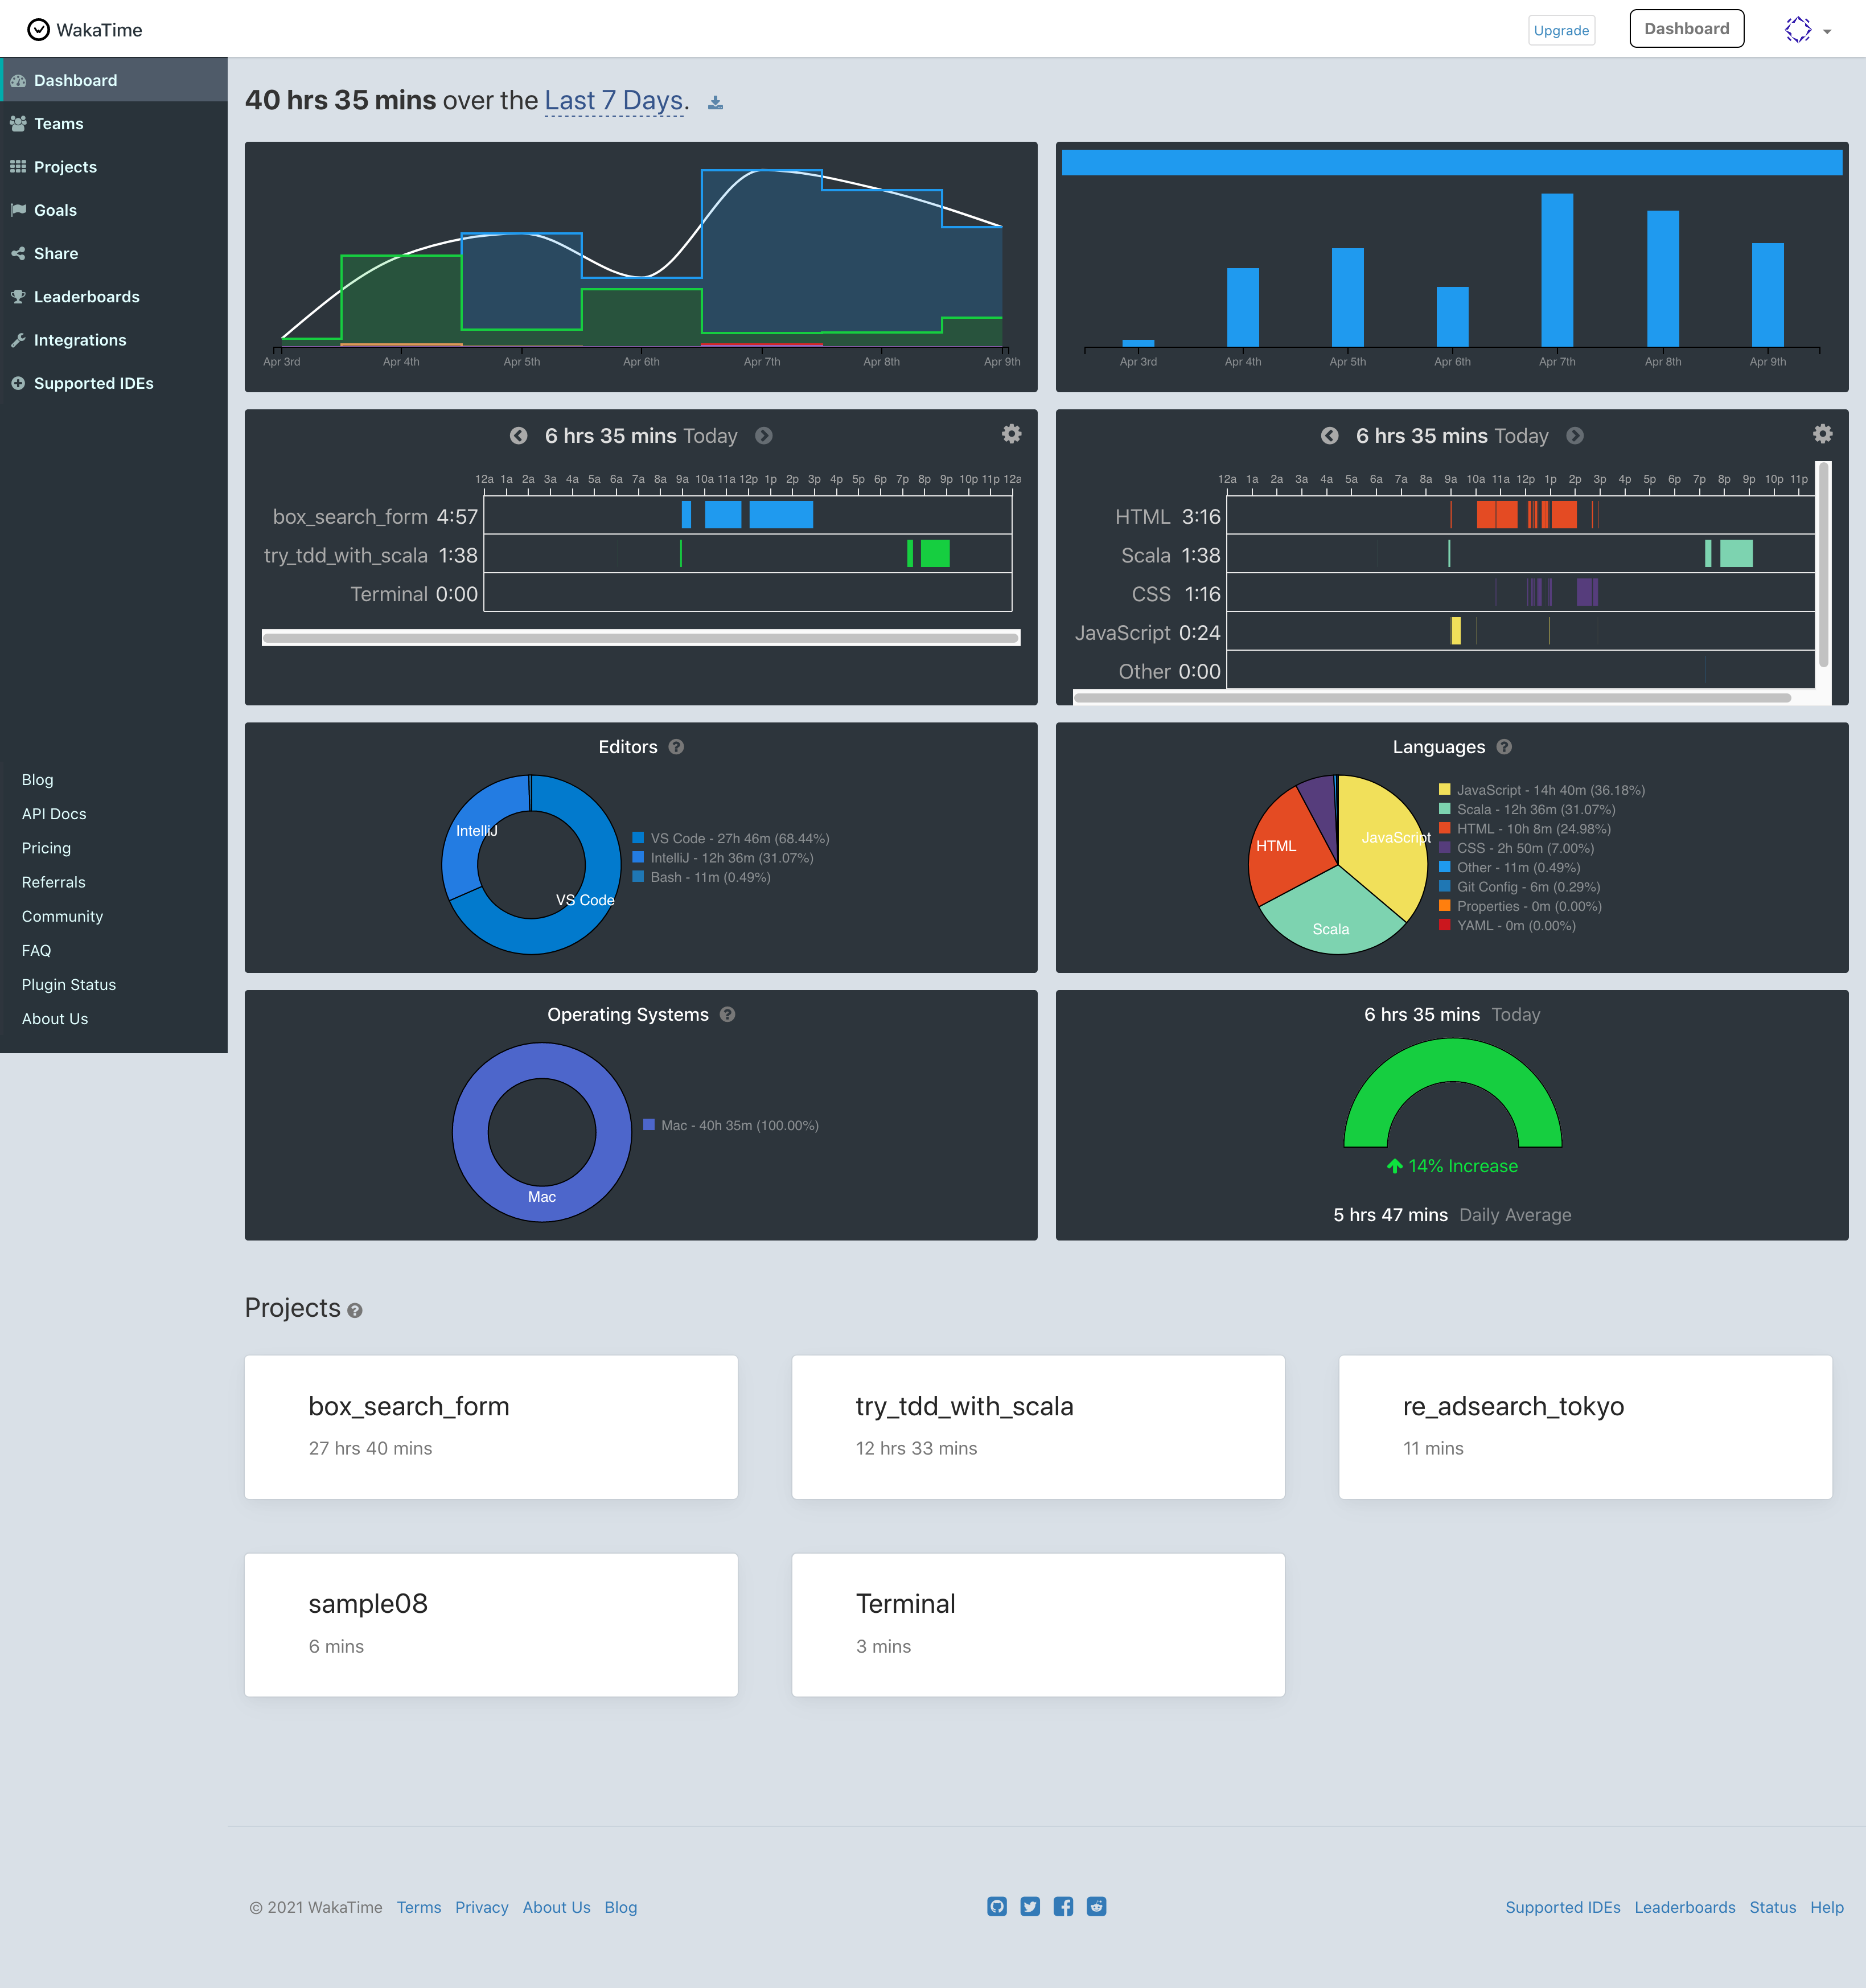 WakaTime
Upgrade
Dashboard
Dashboard
Teams
Projects
Goals
Share
Leaderboards
Integrations
Supported IDEs
Blog
API Docs
Pricing
Referrals
Community
FAQ
Plugin Status
About Us
40 hrs 35 mins over the Last 7 Days.
Apr 3rd Apr 4th Apr 5th Apr 6th Apr 7th Apr 8th Apr 9th
Apr 3rd Apr 4th Apr 5th Apr 6th Apr 7th Apr 8th Apr 9th
6 hrs 35 mins Today
12a 1a 2a 3a 4a 5a 6a 7a 8a 9a 10a 11a 12p 1p 2p 3p 4p 5p 6p 7p 8p 9p 10p 11p 12a
box_search_form 4:57
try_tdd_with_scala 1:38
Terminal 0:00
6 hrs 35 mins Today
12a 1a 2a 3a 4a 5a 6a 7a 8a 9a 10a 11a 12p 1p 2p 3p 4p 5p 6p 7p 8p 9p 10p 11p
HTML 3:16
Scala 1:38
CSS 1:16
JavaScript 0:24
Other 0:00
Editors
IntelliJ
VS Code
VS Code - 27h 46m (68.44%)
IntelliJ - 12h 36m (31.07%)
Bash - 11m (0.49%)
Languages
JavaScript
HTML
Scala
JavaScript - 14h 40m (36.18%)
Scala - 12h 36m (31.07%)
HTML - 10h 8m (24.98%)
CSS - 2h 50m (7.00%)
Other - 11m (0.49%)
Git Config - 6m (0.29%)
Properties - 0m (0.00%)
YAML - 0m (0.00%)
Operating Systems
Mac
Mac - 40h 35m (100.00%)
6 hrs 35 mins Today
14% Increase
5 hrs 47 mins Daily Average
Projects
box_search_form
27 hrs 40 mins
try_tdd_with_scala
12 hrs 33 mins
re_adsearch_tokyo
11 mins
sample08
6 mins
Terminal
3 mins
© 2021 WakaTime Terms Privacy About Us Blog
Supported IDEs Leaderboards Status Help